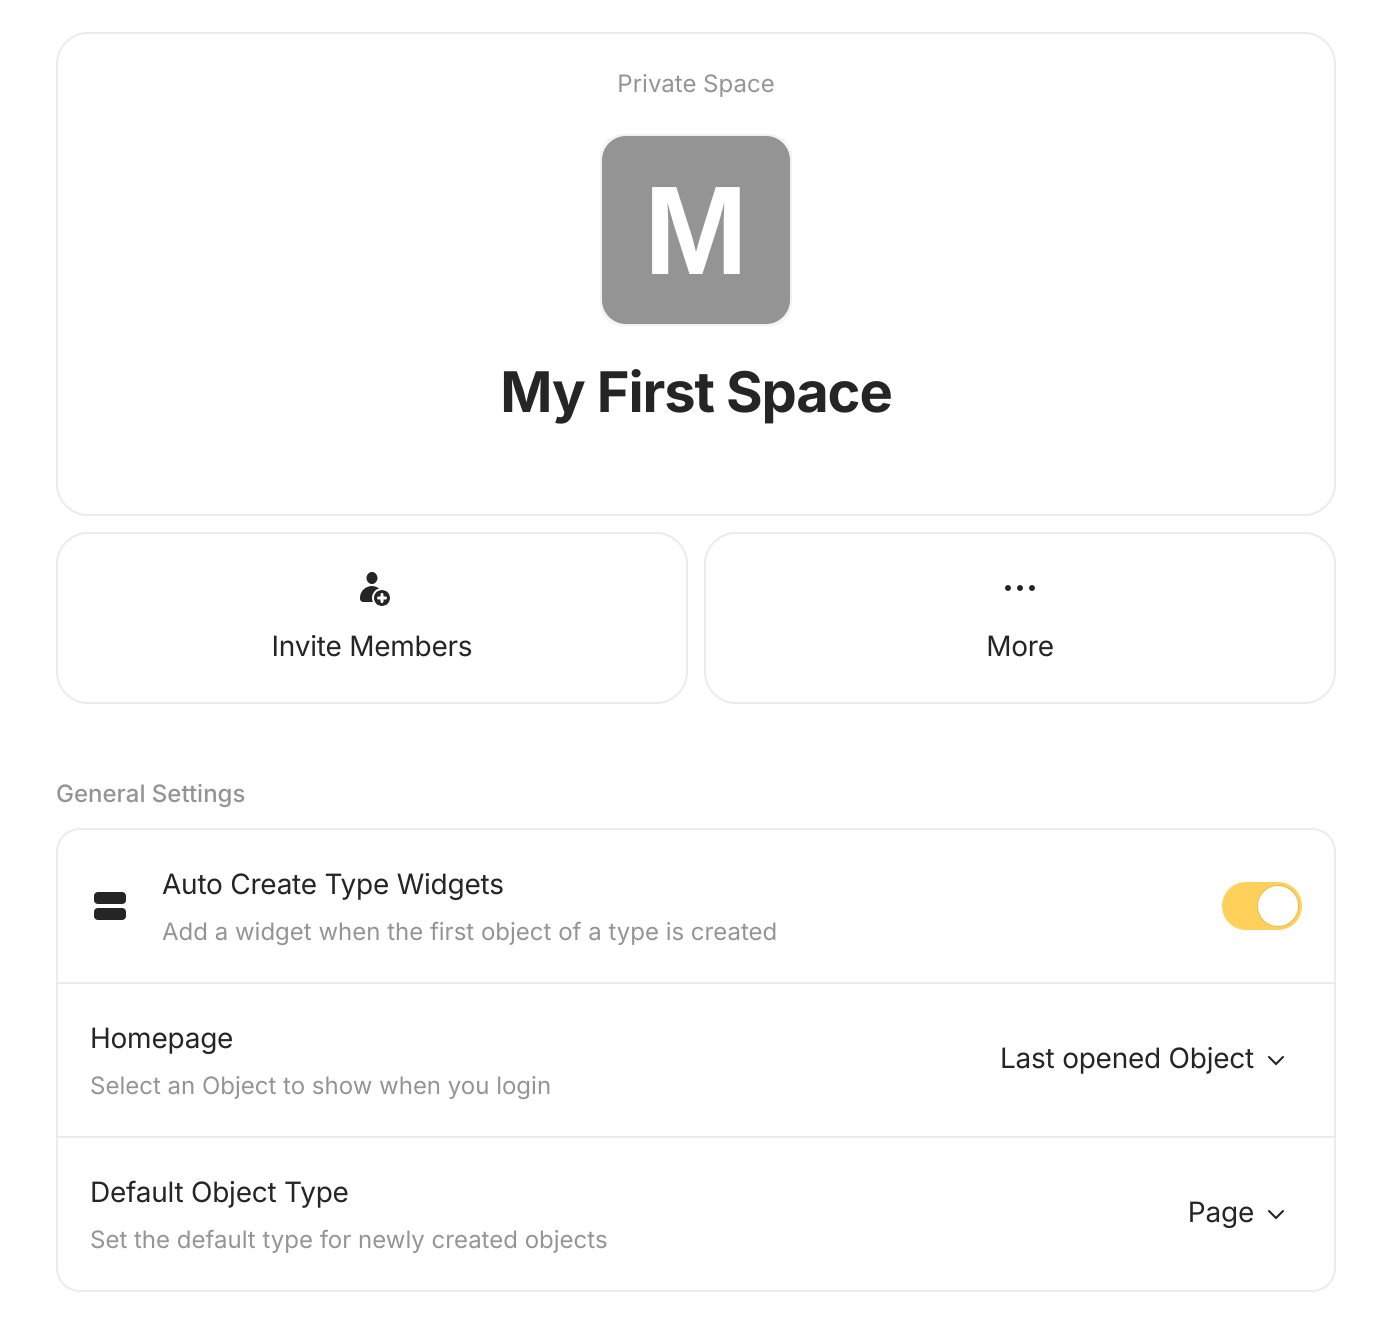 Private Space
M
My First Space
Invite Members
More
General Settings
Auto Create Type Widgets
Add a widget when the first object of a type is created
Homepage
Select an Object to show when you login
Last opened Object
Default Object Type
Set the default type for newly created objects
Page